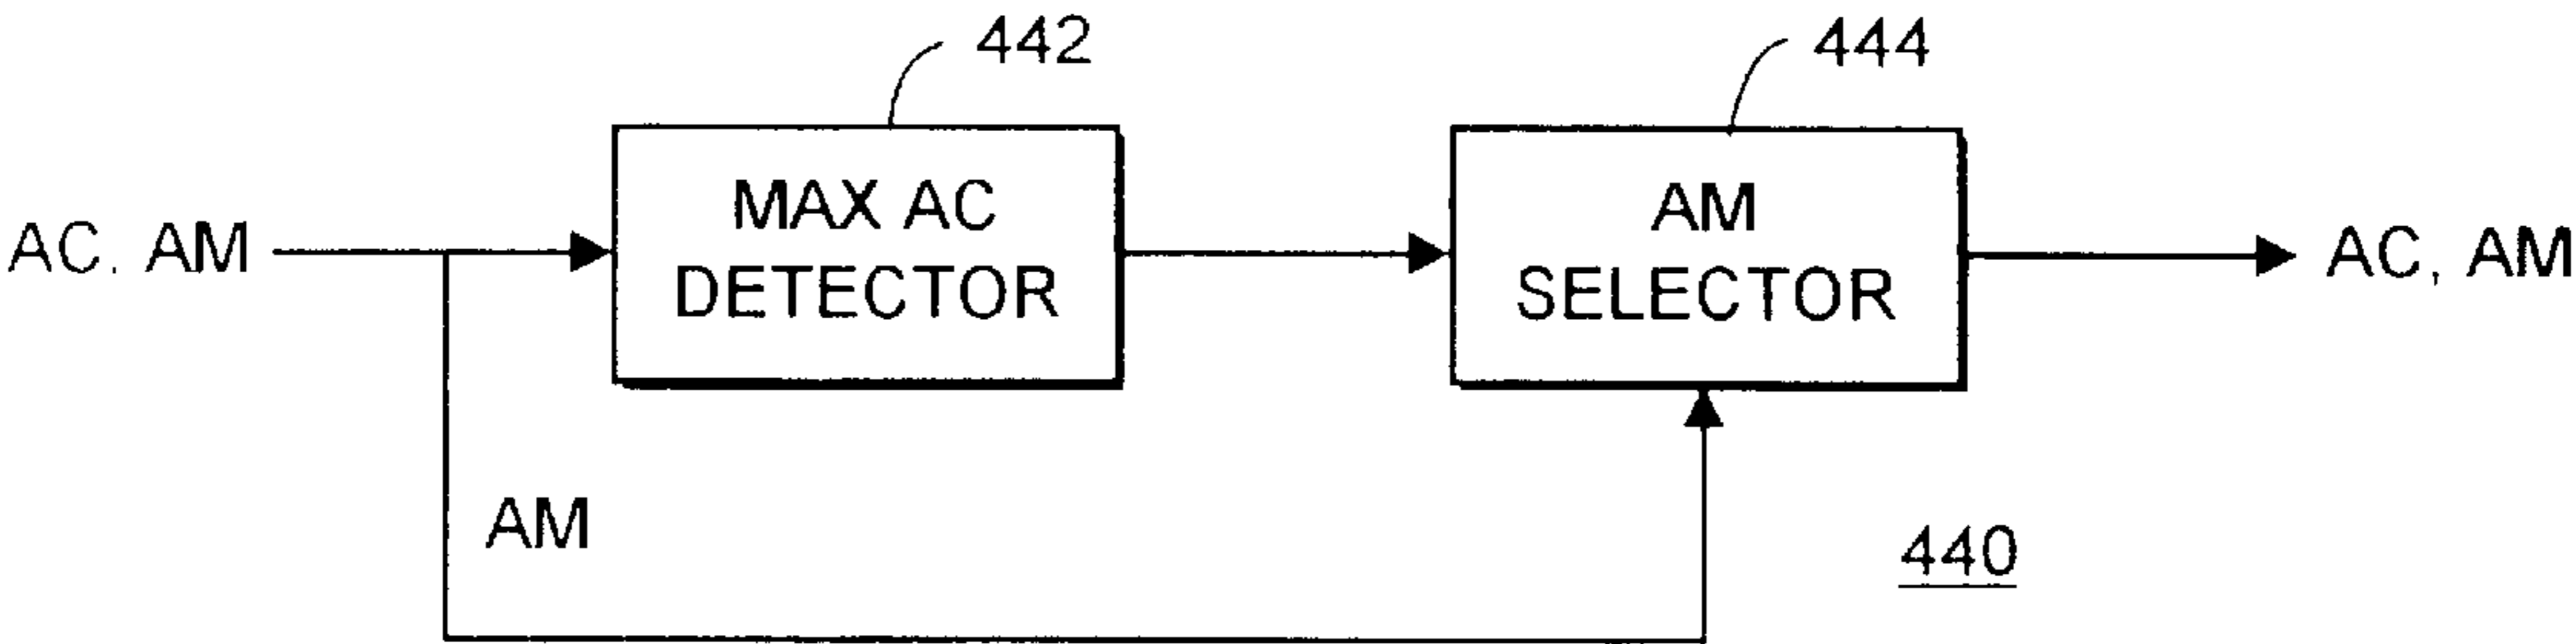 442
444
AC, AM
MAX AC
DETECTOR
AM
SELECTOR
AC, AM
AM
440